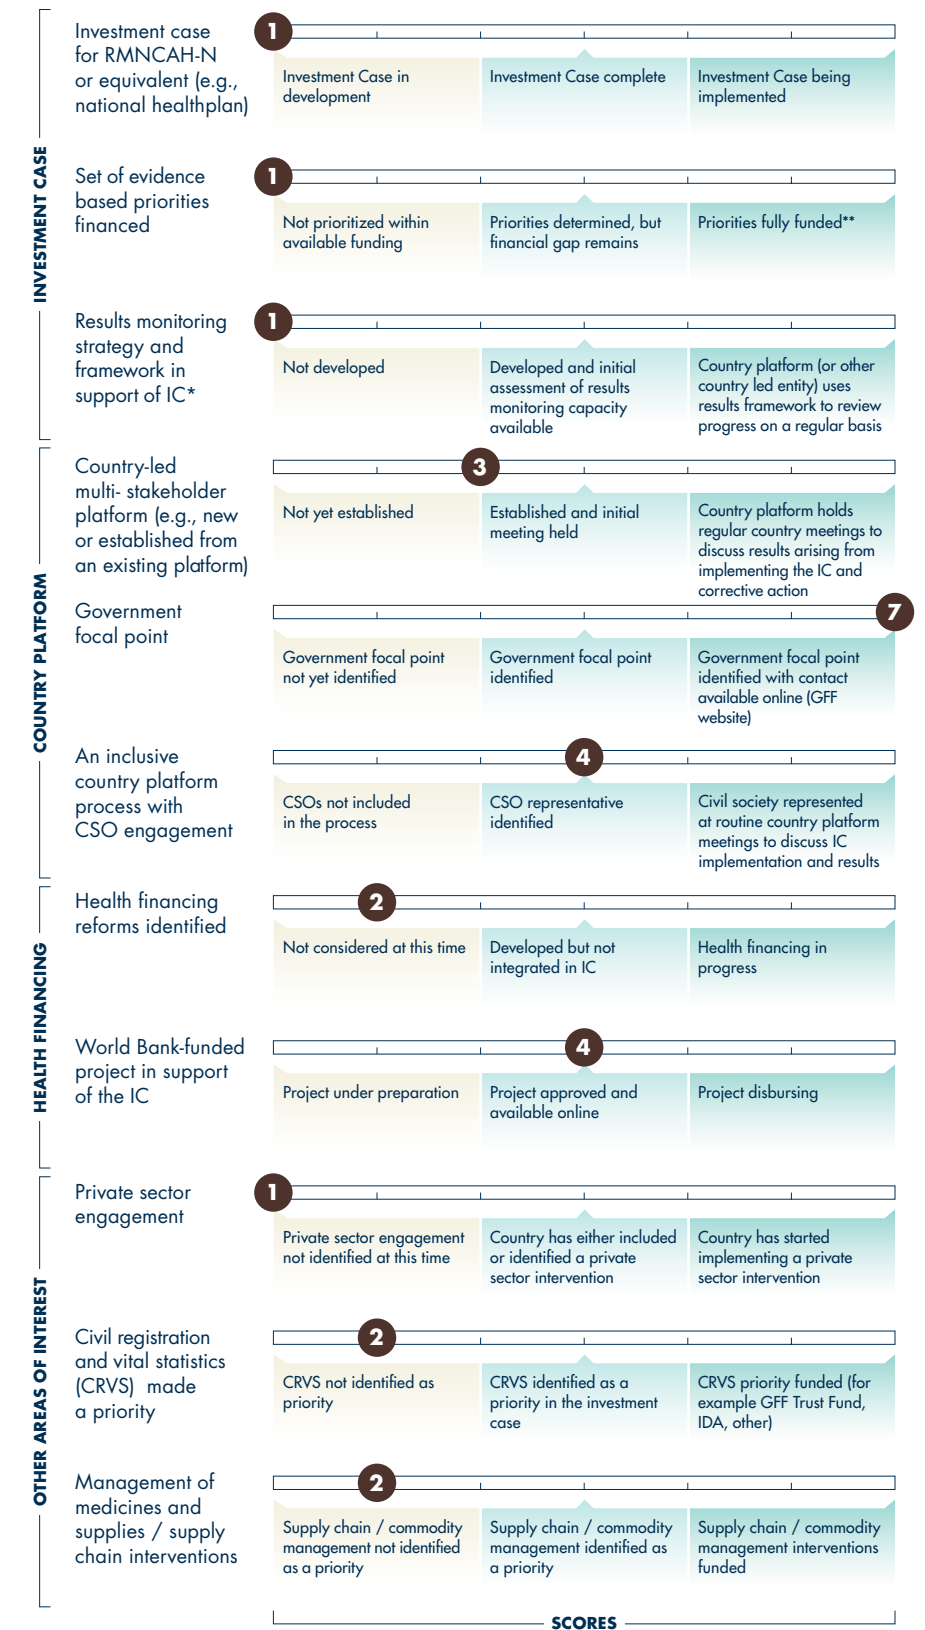 INVESTMENT CASE
Investment case
for RMNCAH-N
or equivalent (e.g.,
national healthplan)
1
Investment Case in
development
Investment Case complete
Investment Case being
implemented
Set of evidence
based priorities
financed
1
Not prioritized within
available funding
Priorities determined, but
financial gap remains
Priorities fully funded**
Results monitoring
strategy and
framework in
support of IC*
1
Not developed
Developed and initial
assessment of results
monitoring capacity
available
Country platform (or other
country led entity) uses
results framework to review
progress on a regular basis
COUNTRY PLATFORM
Country-led
multi- stakeholder
platform (e.g., new
or established from
an existing platform)
3
Not yet established
Established and initial
meeting held
Country platform holds
regular country meetings to
discuss results arising from
implementing the IC and
corrective action
Government
focal point
7
Government focal point
not yet identified
Government focal point
identified
Government focal point
identified with contact
available online (GFF
website)
An inclusive
country platform
process with
CSO engagement
4
CSOs not included
in the process
CSO representative
identified
Civil society represented
at routine country platform
meetings to discuss IC
implementation and results
HEALTH FINANCING
Health financing
reforms identified
2
Not considered at this time
Developed but not
integrated in IC
Health financing in
progress
World Bank-funded
project in support
of the IC
4
Project under preparation
Project approved and
available online
Project disbursing
OTHER AREAS OF INTEREST
Private sector
engagement
1
Private sector engagement
not identified at this time
Country has either included
or identified a private
sector intervention
Country has started
implementing a private
sector intervention
Civil registration
and vital statistics
(CRVS) made
a priority
2
CRVS not identified as
priority
CRVS identified as a
priority in the investment
case
CRVS priority funded (for
example GFF Trust Fund,
IDA, other)
Management of
medicines and
supplies / supply
chain interventions
2
Supply chain / commodity
management not identified
as a priority
Supply chain / commodity
management identified as
a priority
Supply chain / commodity
management interventions
funded
SCORES